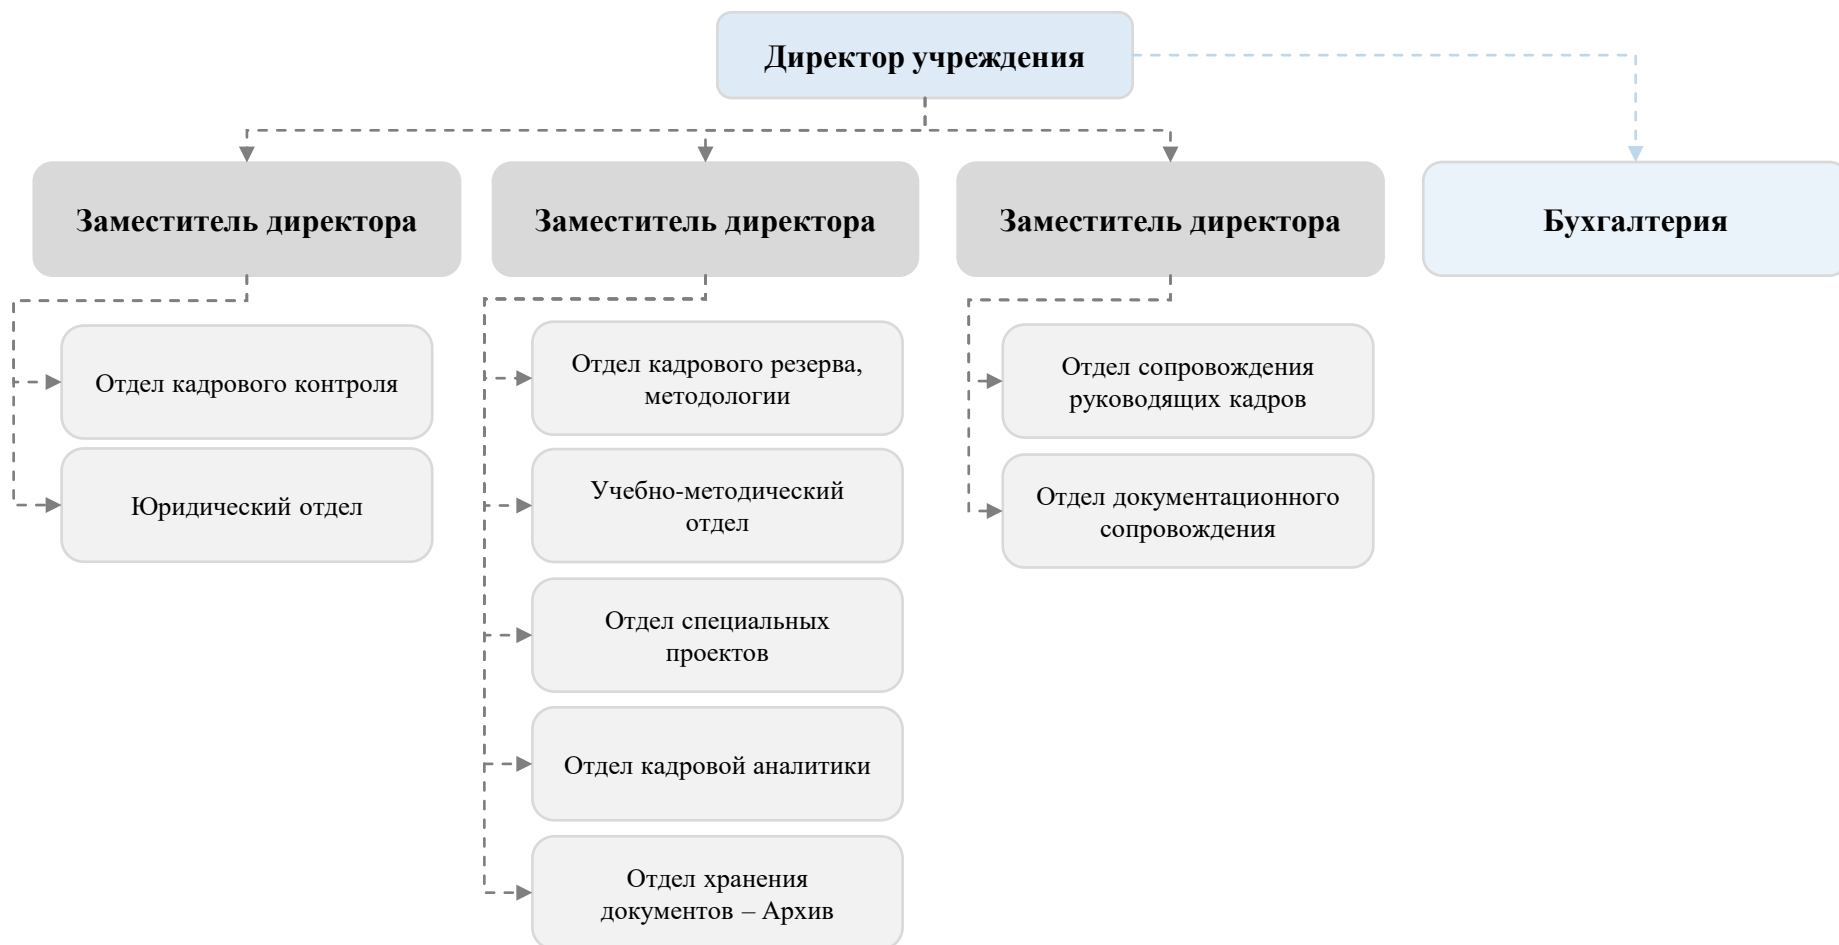 Директор учреждения
Заместитель директора
Заместитель директора
Заместитель директора
Бухгалтерия
Отдел кадрового контроля
Юридический отдел
Отдел кадрового резерва,
методологии
Учебно-методический
отдел
Отдел специальных
проектов
Отдел кадровой аналитики
Отдел хранения
документов – Архив
Отдел сопровождения
руководящих кадров
Отдел документационного
сопровождения